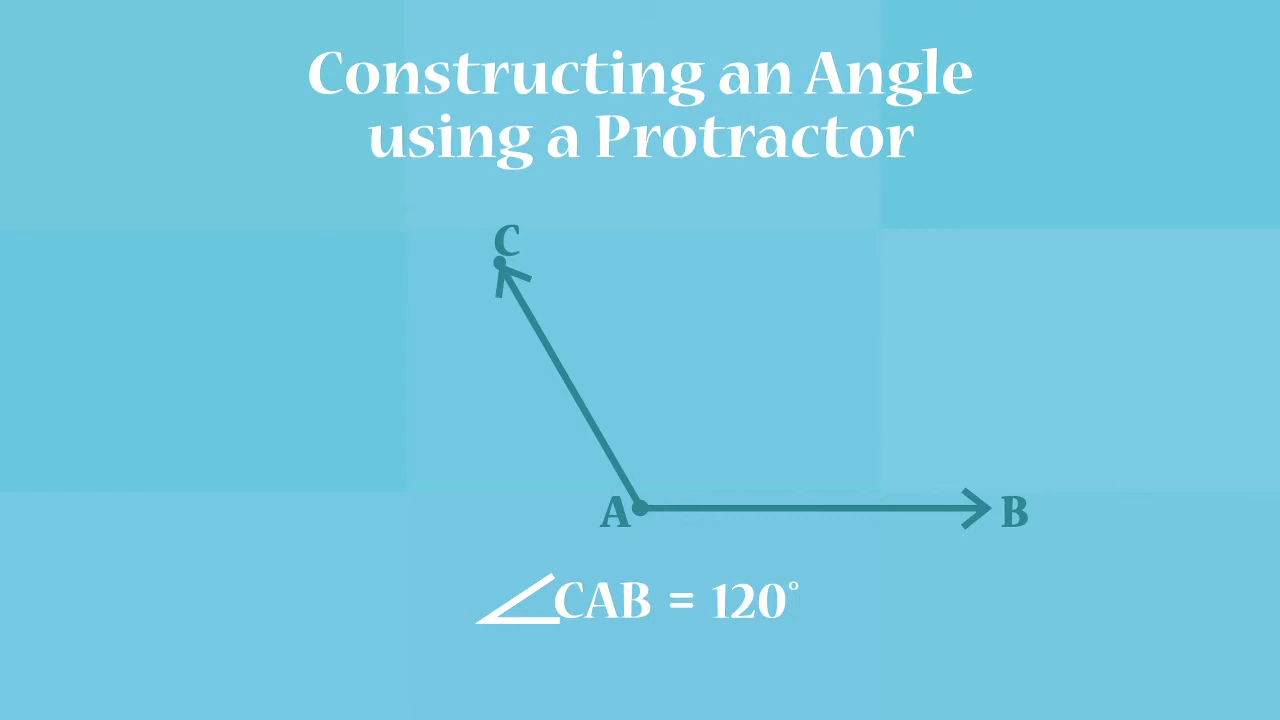 Constructing an Angle
using a Protractor
C
A
B
∠CAB = 120°